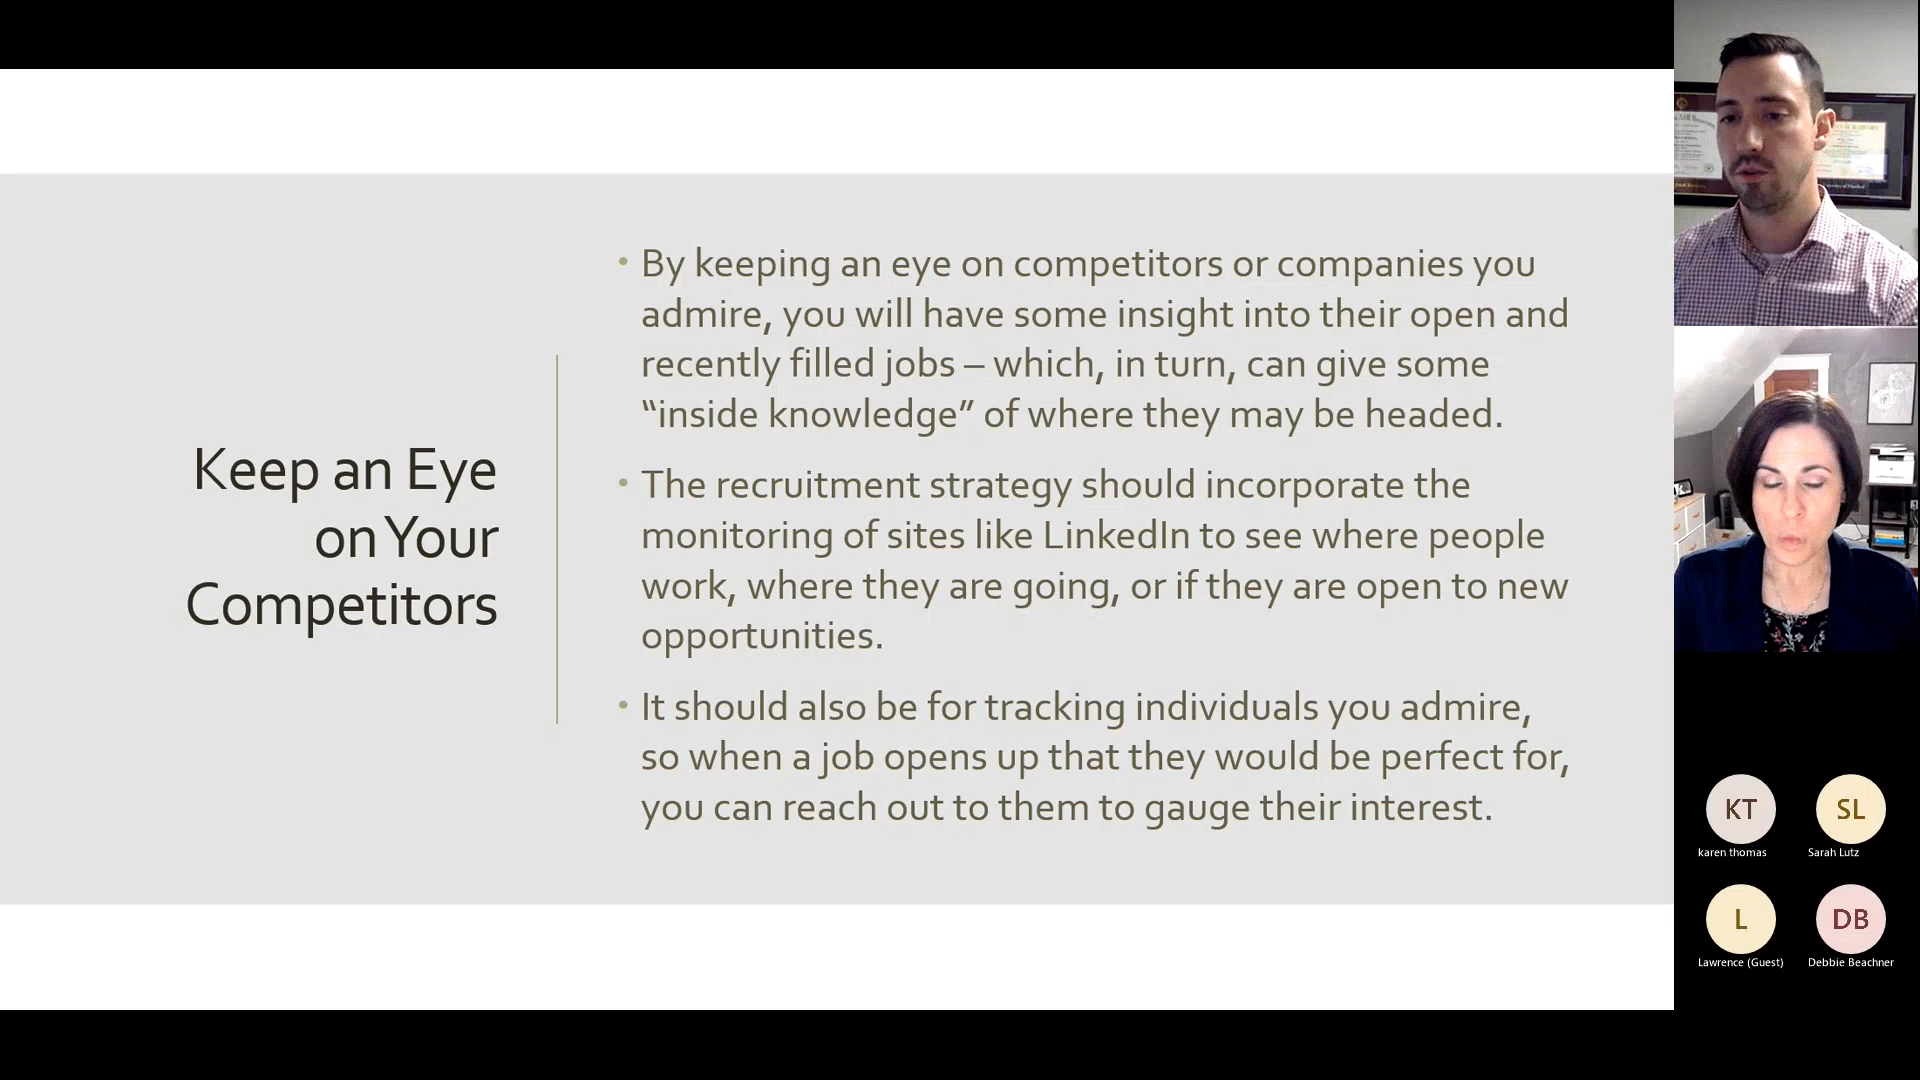 Keep an Eye
on Your
Competitors
• By keeping an eye on competitors or companies you
admire, you will have some insight into their open and
recently filled jobs – which, in turn, can give some
“inside knowledge” of where they may be headed.
• The recruitment strategy should incorporate the
monitoring of sites like LinkedIn to see where people
work, where they are going, or if they are open to new
opportunities.
• It should also be for tracking individuals you admire,
so when a job opens up that they would be perfect for,
you can reach out to them to gauge their interest.
KT
karen thomas
SL
Sarah Lutz
L
Lawrence (Guest)
DB
Debbie Beachner